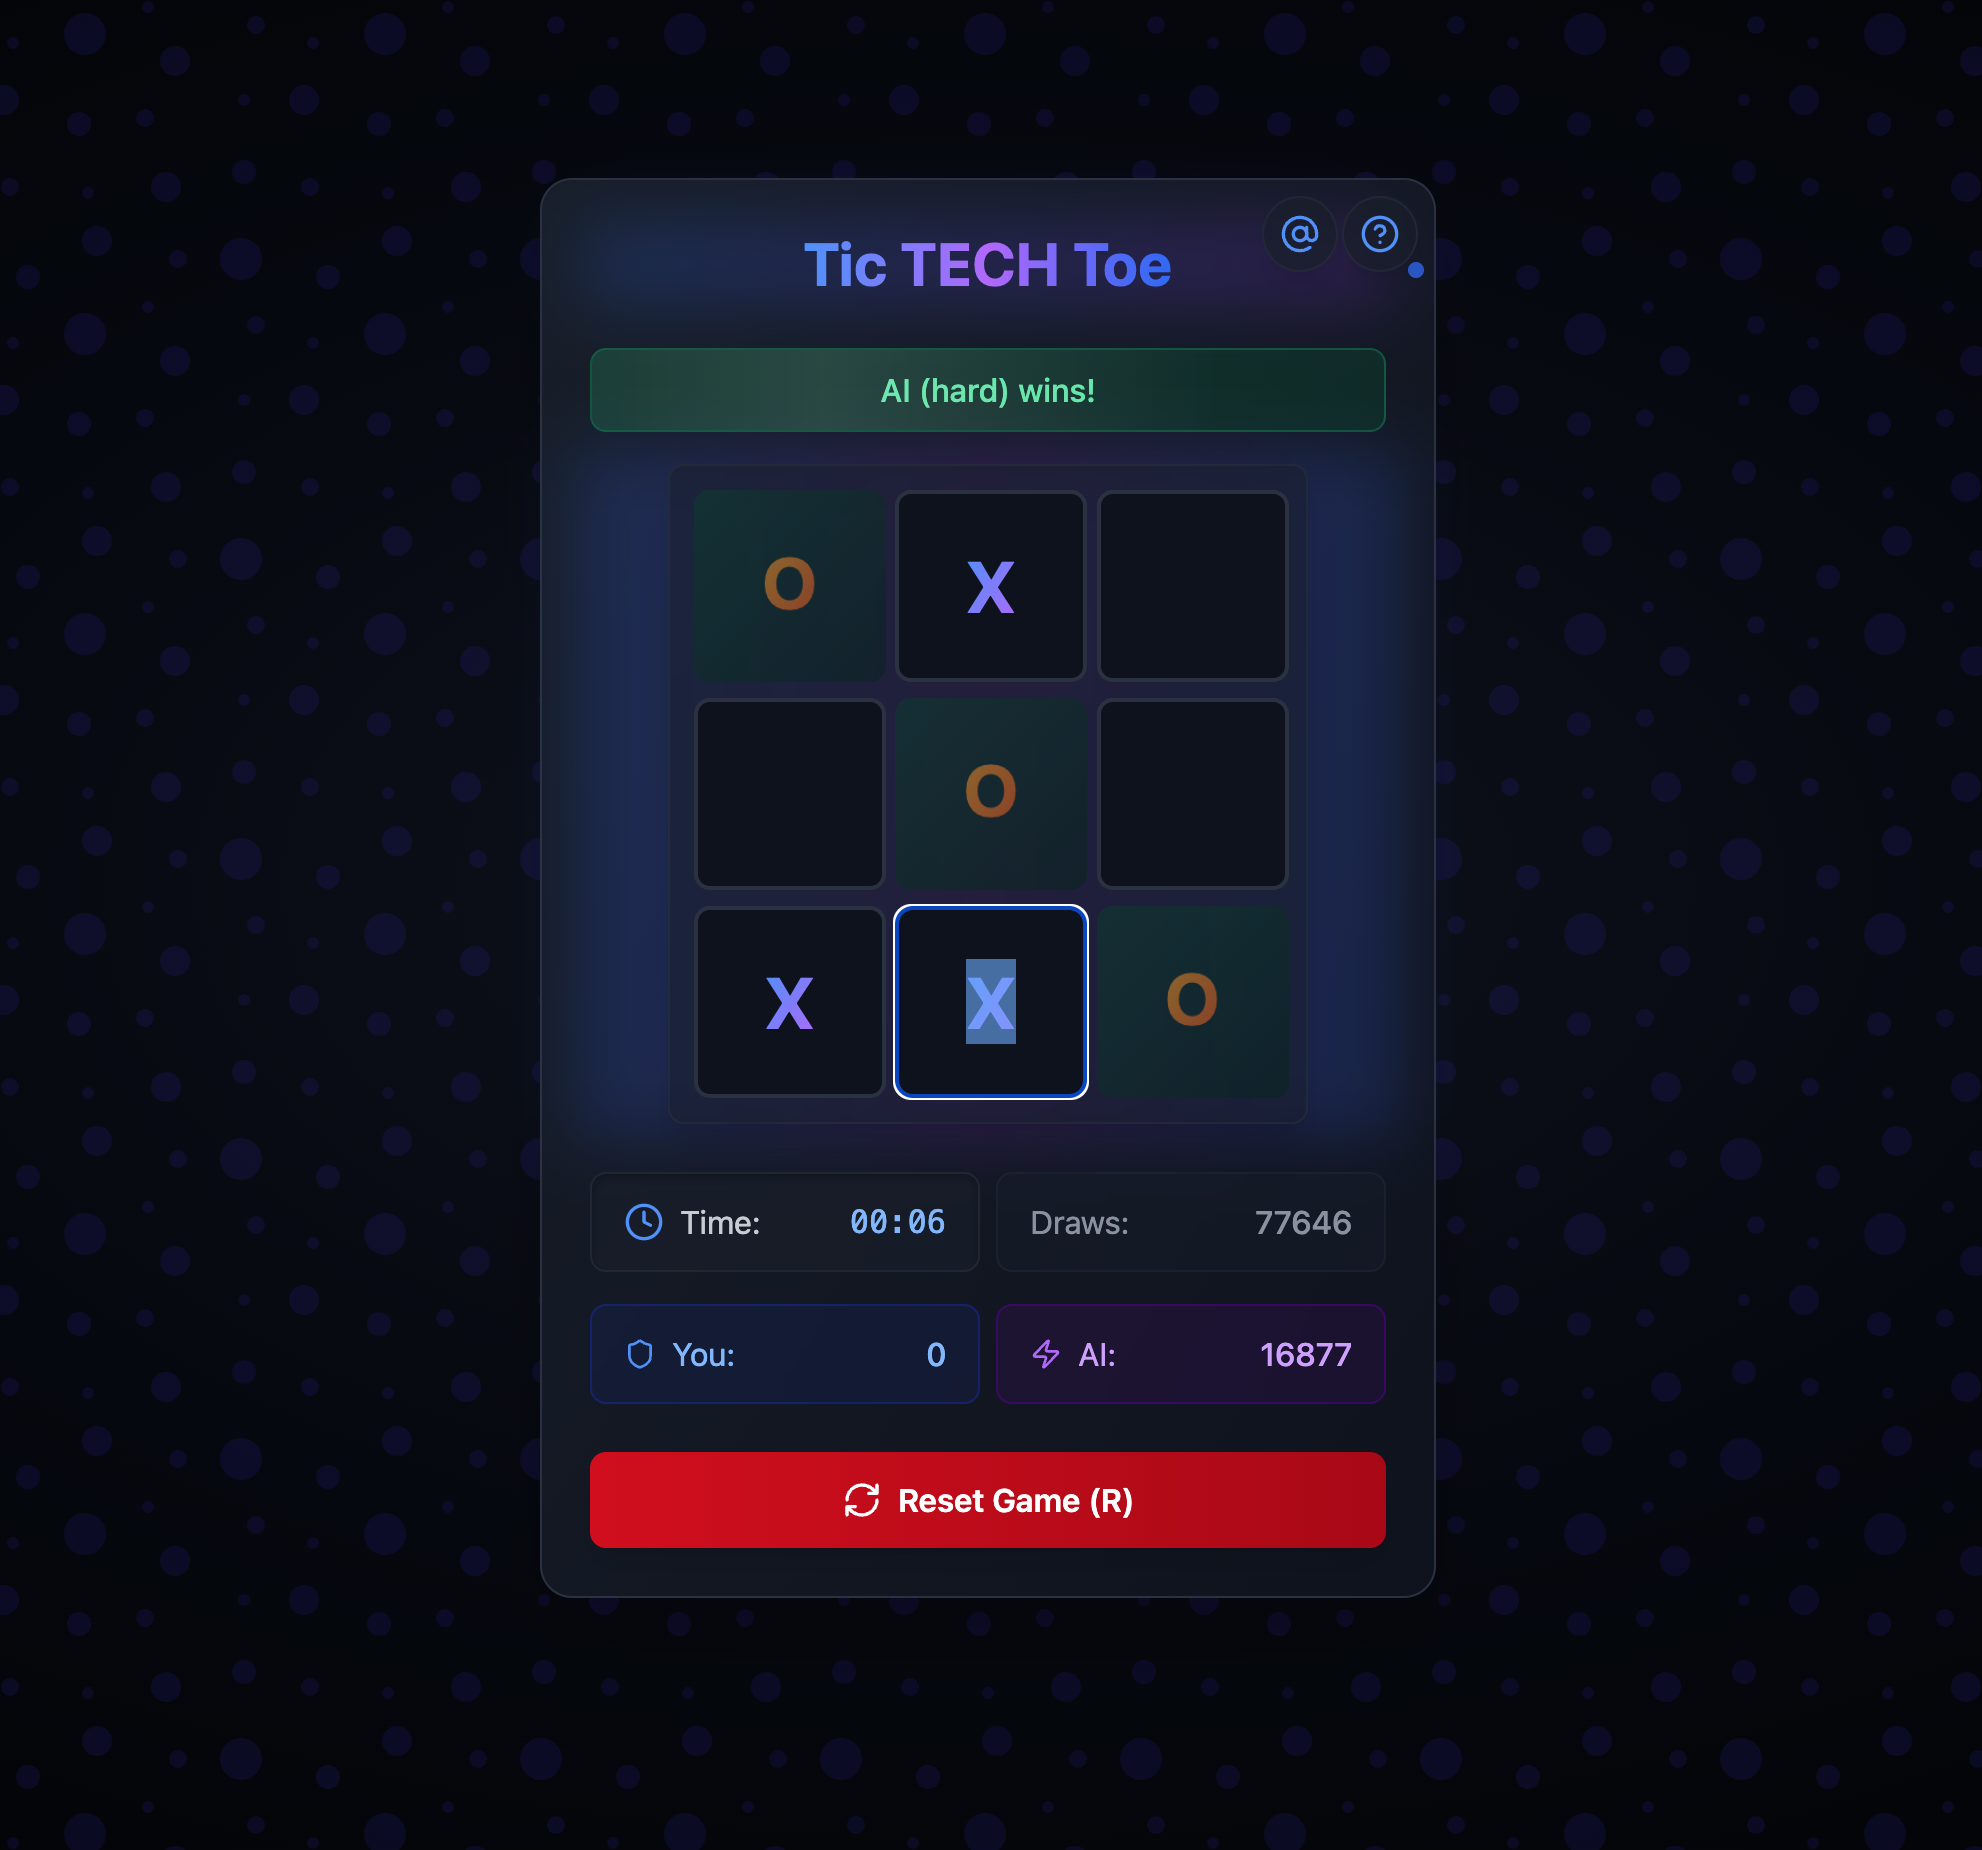 Tic TECH Toe
AI (hard) wins!
O X
O
X X O
Time: 00:06 Draws: 77646
You: 0 AI: 16877
Reset Game (R)